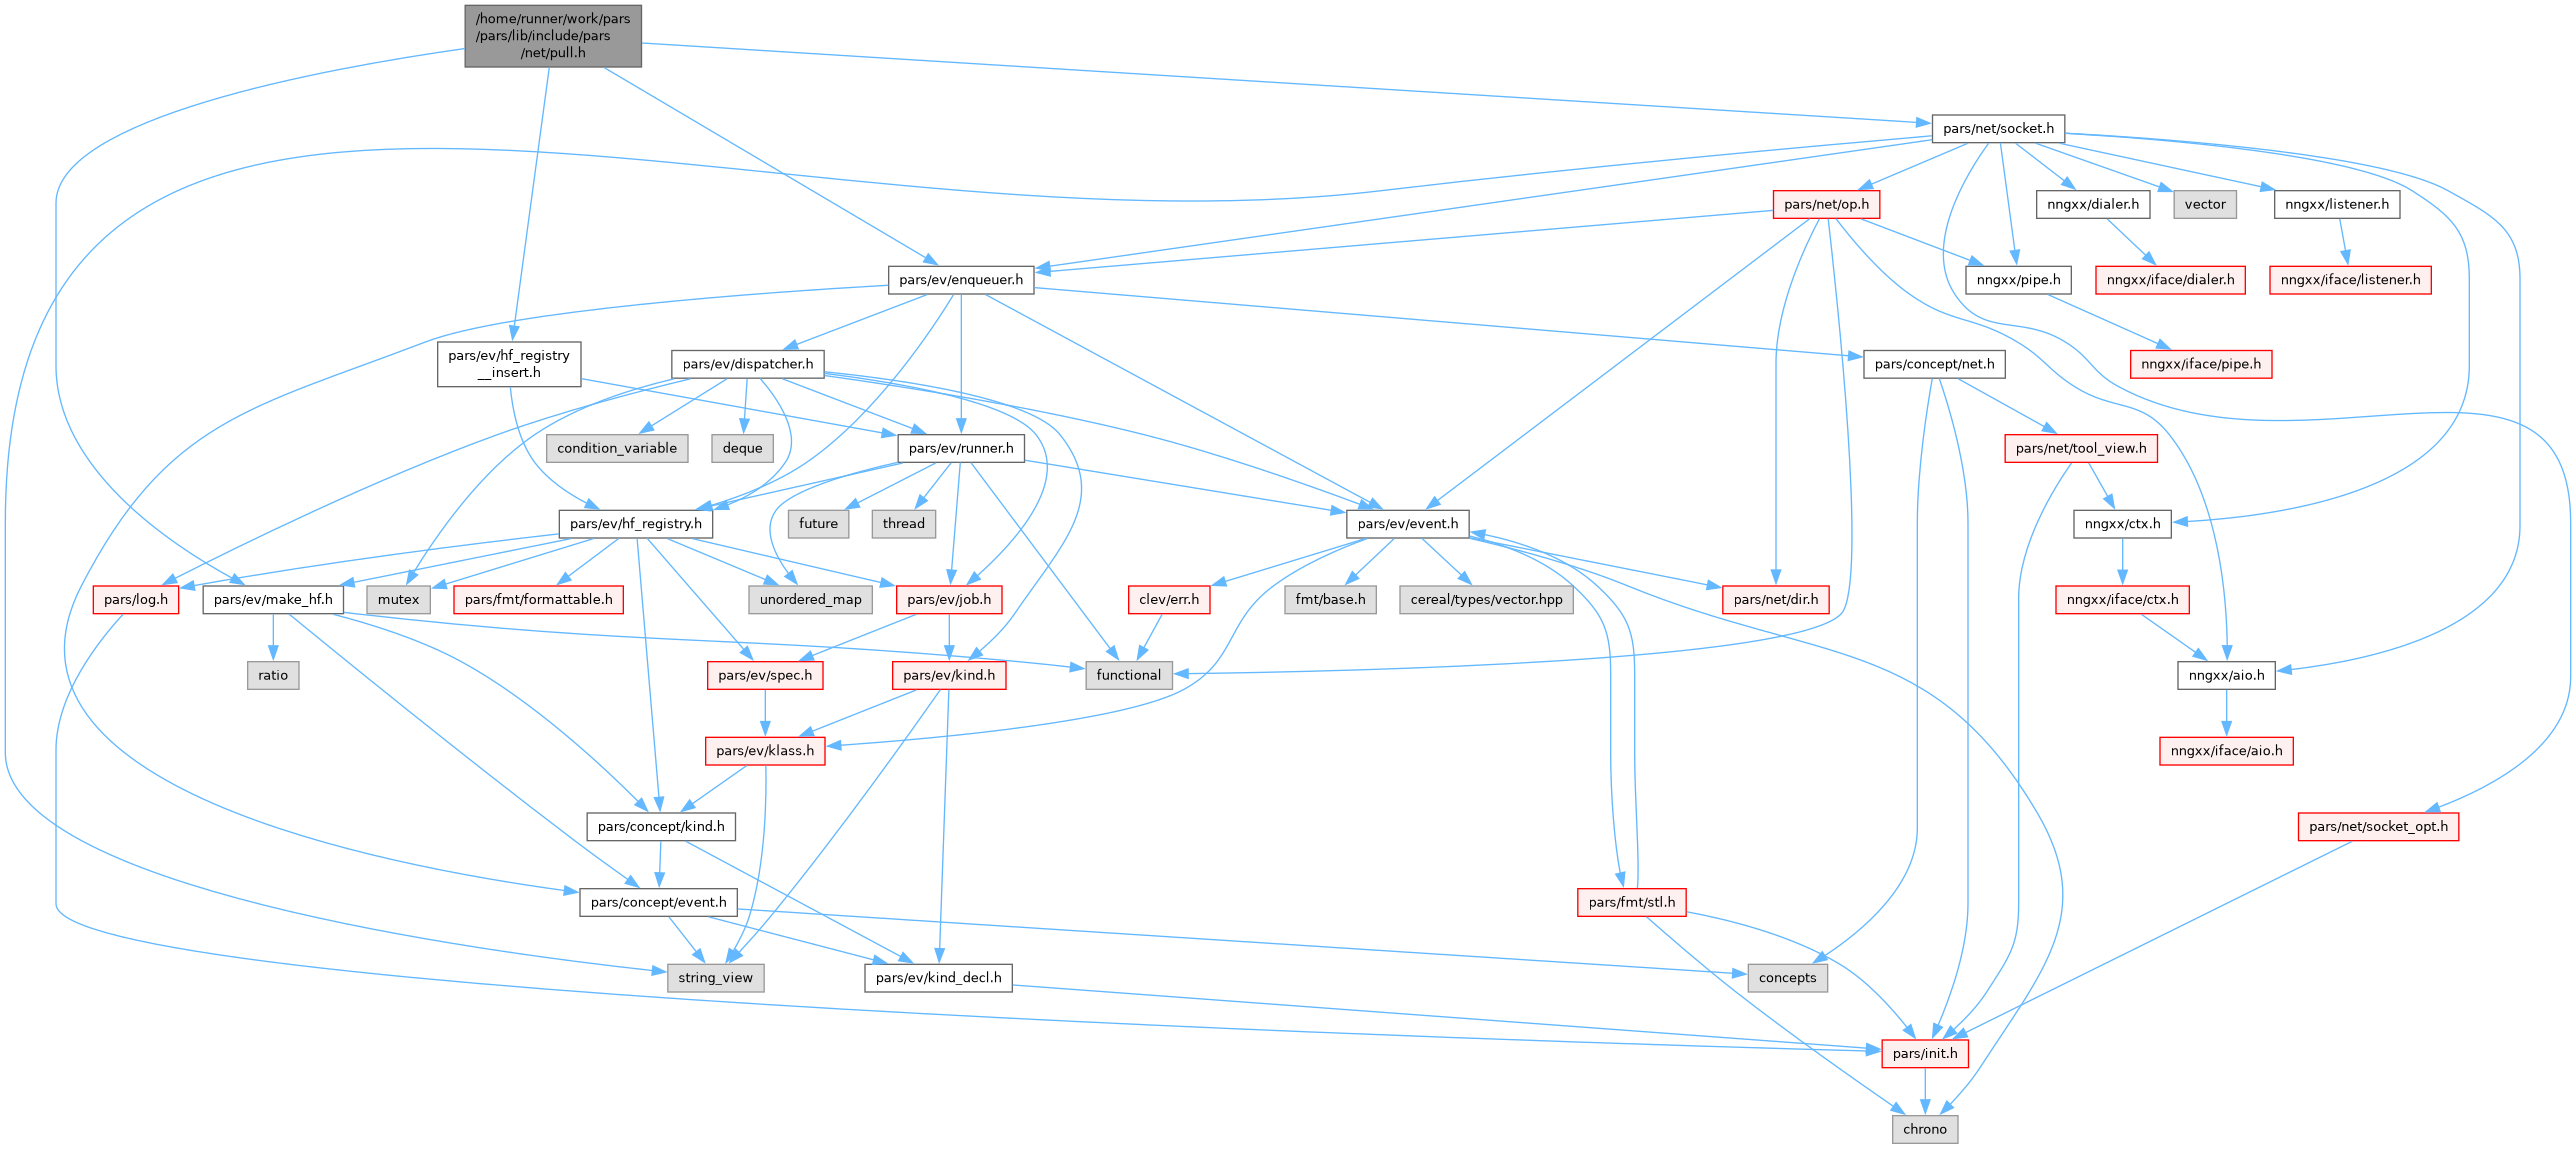 /home/runner/work/pars
/pars/lib/include/pars
/net/pull.h
pars/net/socket.h
pars/net/op.h
nngxx/dialer.h
vector
nngxx/listener.h
pars/ev/enqueuer.h
nngxx/pipe.h
nngxx/iface/dialer.h
nngxx/iface/listener.h
pars/ev/hf_registry
__insert.h
pars/ev/dispatcher.h
pars/concept/net.h
nngxx/iface/pipe.h
condition_variable
deque
pars/ev/runner.h
pars/net/tool_view.h
pars/ev/hf_registry.h
future
thread
pars/ev/event.h
nngxx/ctx.h
pars/log.h
pars/ev/make_hf.h
mutex
pars/fmt/formattable.h
unordered_map
pars/ev/job.h
clev/err.h
fmt/base.h
cereal/types/vector.hpp
pars/net/dir.h
nngxx/iface/ctx.h
ratio
pars/ev/spec.h
pars/ev/kind.h
functional
nngxx/aio.h
pars/ev/klass.h
nngxx/iface/aio.h
pars/concept/kind.h
pars/net/socket_opt.h
pars/concept/event.h
pars/fmt/stl.h
string_view
pars/ev/kind_decl.h
concepts
pars/init.h
chrono